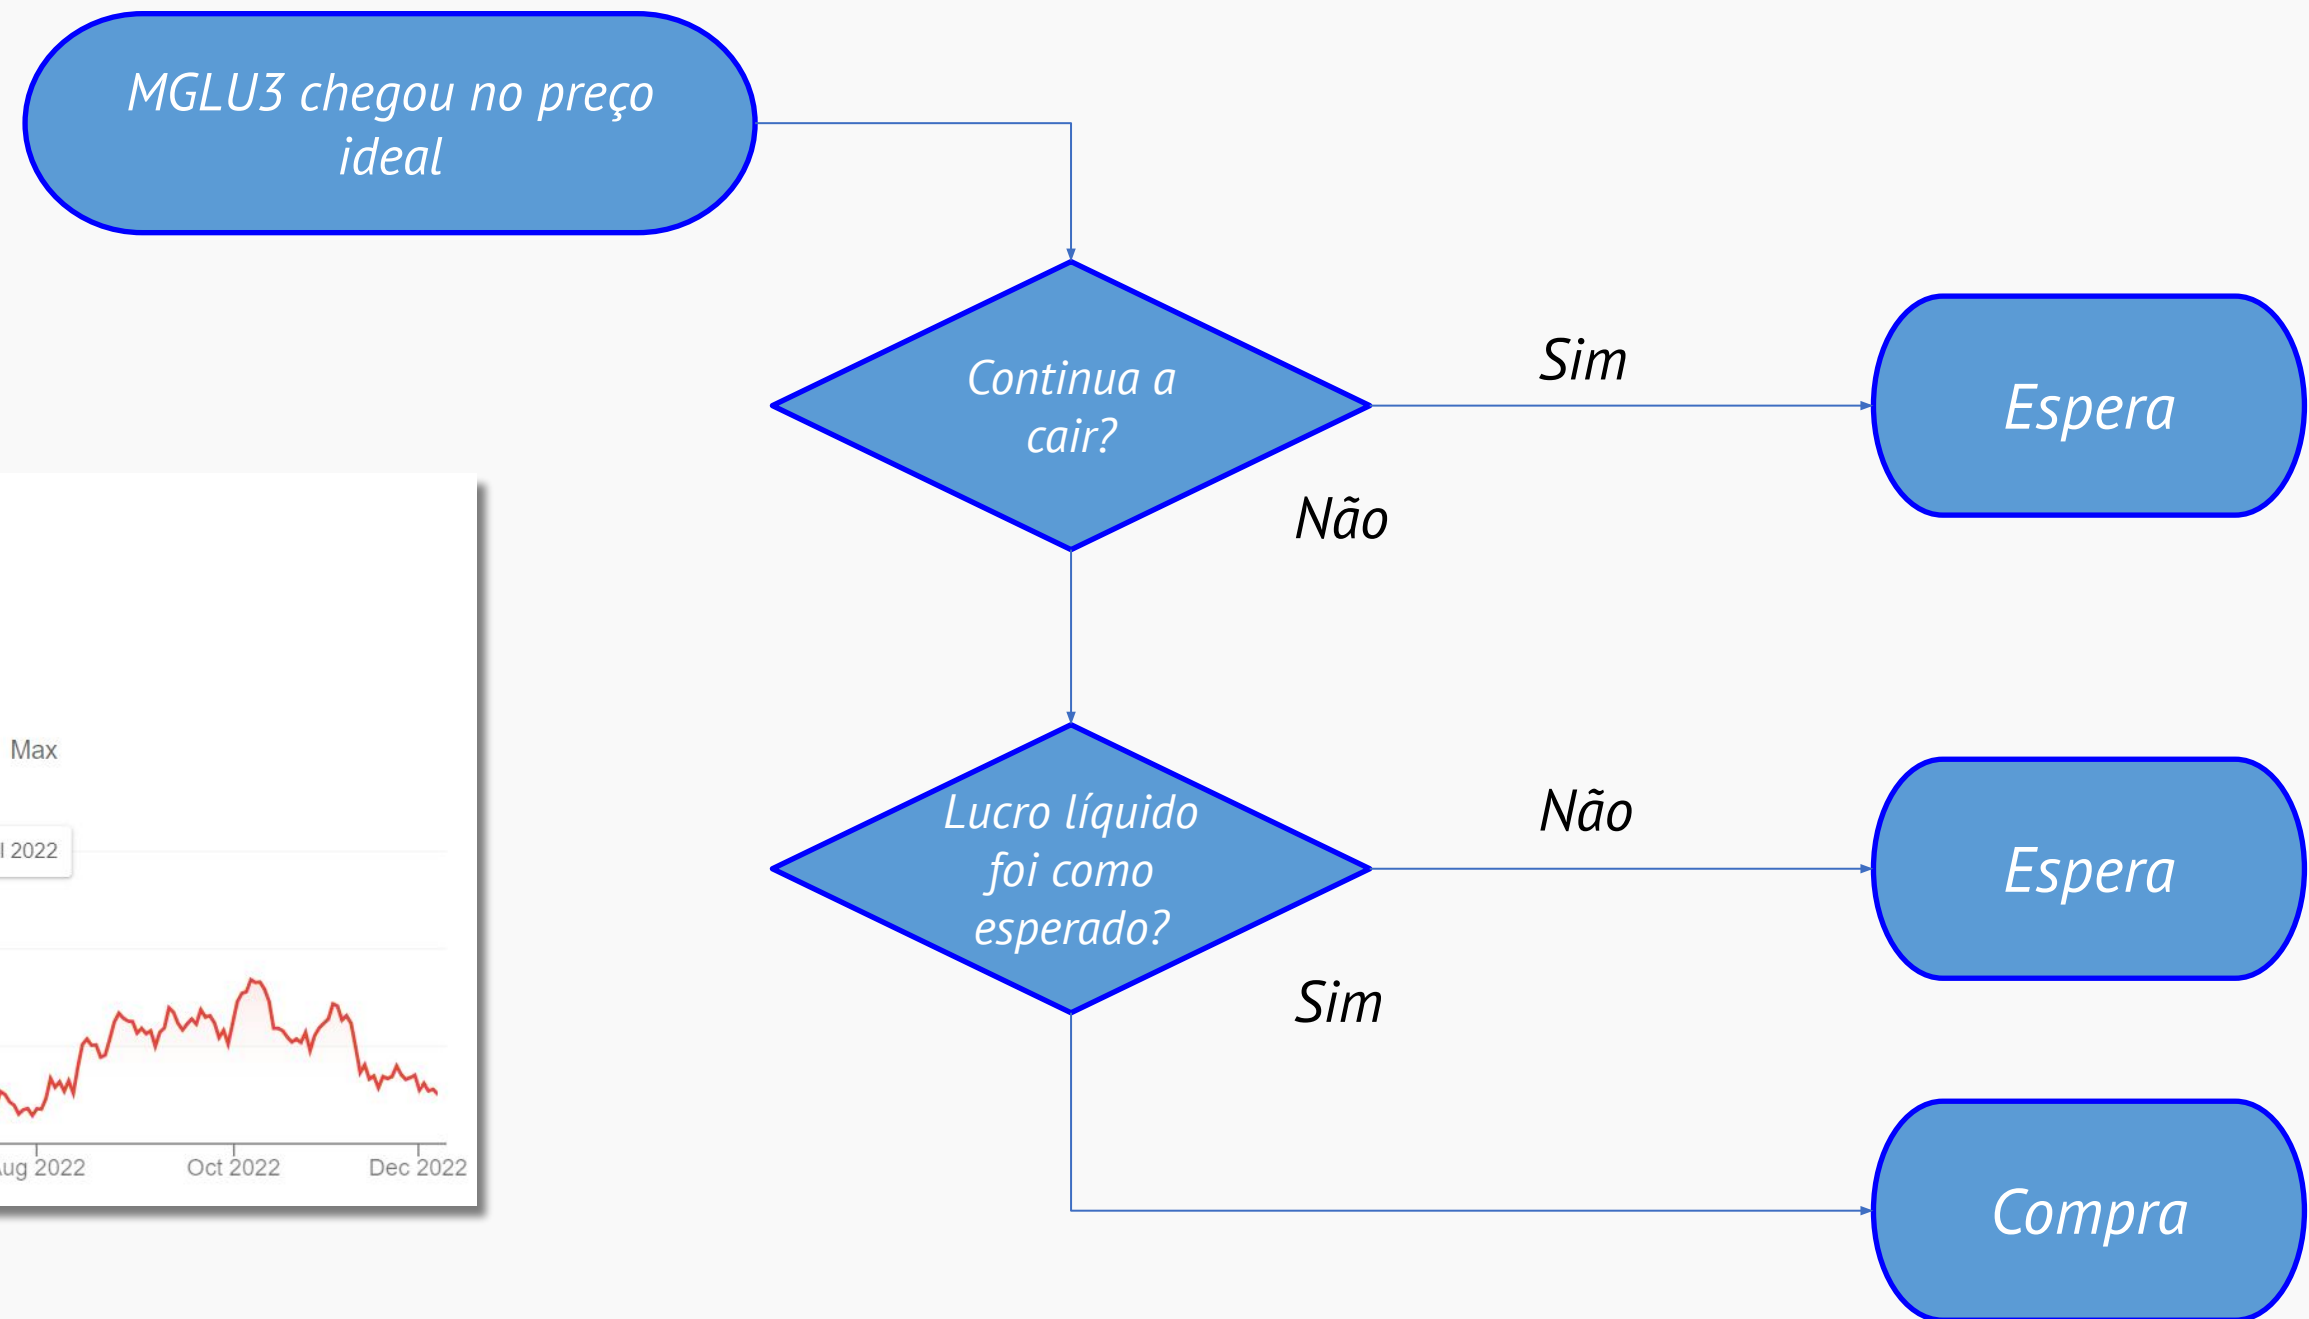 MGLU3 chegou no preço
ideal
Continua a
cair?
Sim
Espera
Não
Max
2022
Lucro líquido
foi como
esperado?
Não
Espera
Sim
Aug 2022
Oct 2022
Dec 2022
Compra